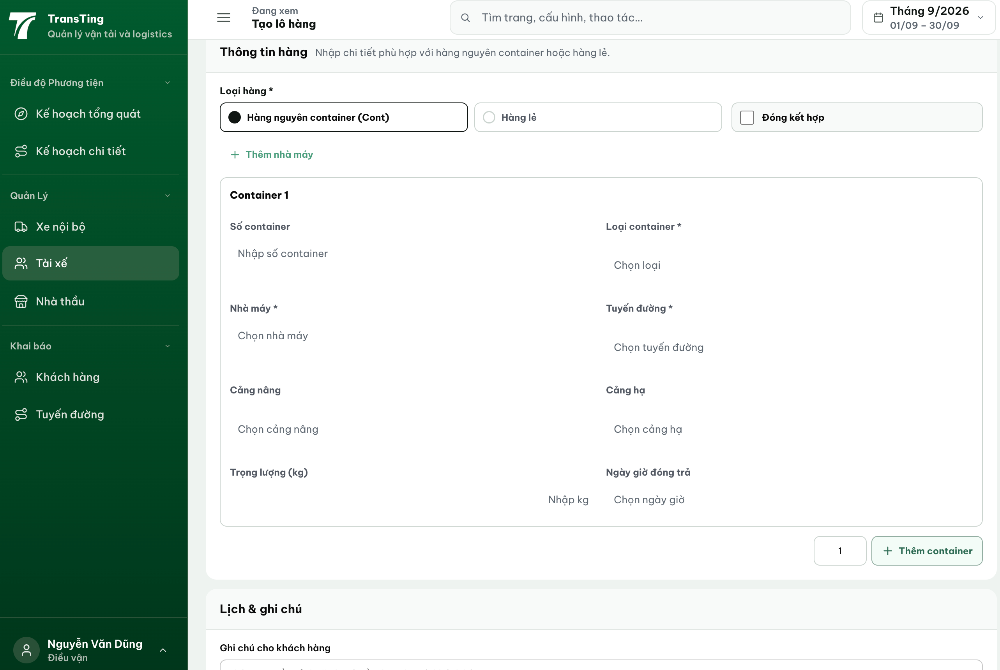 TransTing
Quản lý vận tải và logistics
Điều độ Phương tiện
Kế hoạch tổng quát
Kế hoạch chi tiết
Quản Lý
Xe nội bộ
Tài xế
Nhà thầu
Khai báo
Khách hàng
Tuyến đường
Nguyễn Văn Dũng
Điều vận
Đang xem
Tạo lô hàng
Tìm trang, cấu hình, thao tác...
Tháng 9/2026
01/09 – 30/09
Thông tin hàng Nhập chi tiết phù hợp với hàng nguyên container hoặc hàng lẻ.
Loại hàng *
Hàng nguyên container (Cont) Hàng lẻ Đóng kết hợp
+ Thêm nhà máy
Container 1
Số container Loại container *
Nhập số container
Chọn loại
Nhà máy * Tuyến đường *
Chọn nhà máy
Chọn tuyến đường
Cảng nâng Cảng hạ
Chọn cảng nâng Chọn cảng hạ
Trọng lượng (kg) Ngày giờ đóng trả
Nhập kg Chọn ngày giờ
1 + Thêm container
Lịch & ghi chú
Ghi chú cho khách hàng